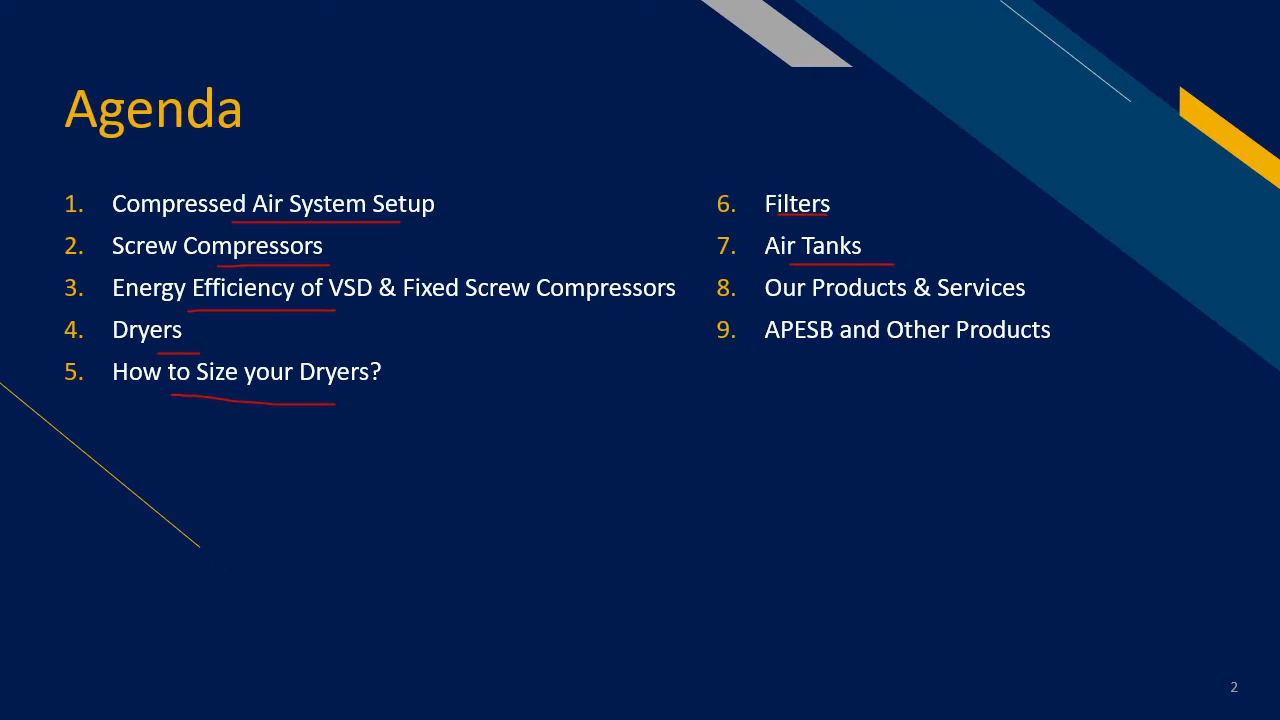 Agenda
1. Compressed Air System Setup
2. Screw Compressors
3. Energy Efficiency of VSD & Fixed Screw Compressors
4. Dryers
5. How to Size your Dryers?
6. Filters
7. Air Tanks
8. Our Products & Services
9. APESB and Other Products
2